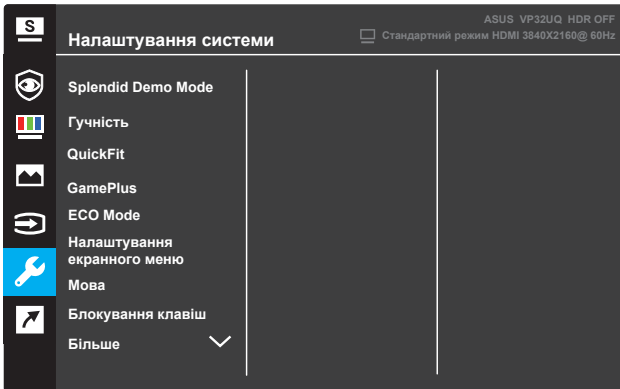 S
ASUS VP32UQ HDR OFF
Налаштування системи
Стандартний режим HDMI 3840X2160@ 60Hz
Splendid Demo Mode
Гучність
QuickFit
GamePlus
ECO Mode
Налаштування
екранного меню
Мова
Блокування клавіш
Більше